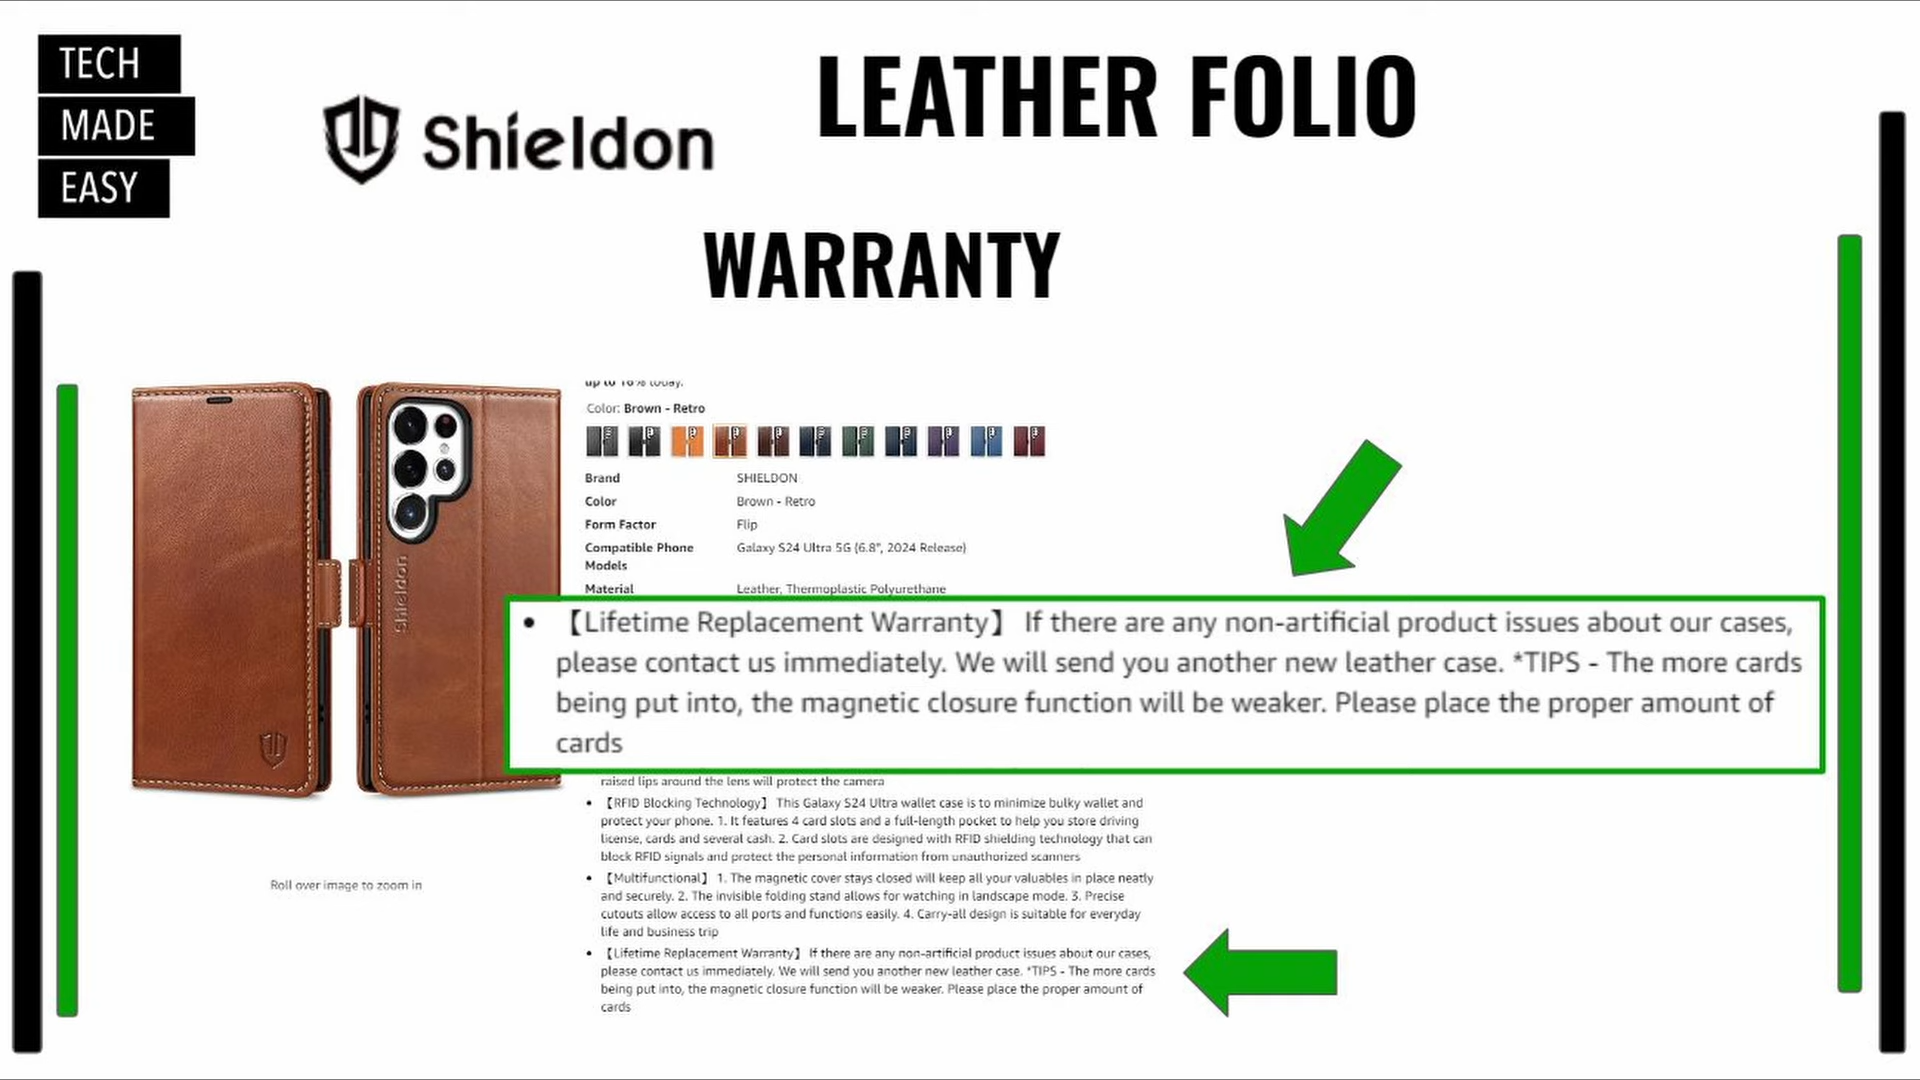 TECH
MADE
EASY
Shieldon
LEATHER FOLIO
WARRANTY
up to 16% today.
Color: Brown - Retro
Brand SHIELDON
Color Brown - Retro
Form Factor Flip
Compatible Phone Models Galaxy S24 Ultra 5G (6.8", 2024 Release)
Material Leather, Thermoplastic Polyurethane
Shieldon
• 【Lifetime Replacement Warranty】 If there are any non-artificial product issues about our cases,
please contact us immediately. We will send you another new leather case. *TIPS - The more cards
being put into, the magnetic closure function will be weaker. Please place the proper amount of
cards
raised lips around the lens will protect the camera
• 【RFID Blocking Technology】 This Galaxy S24 Ultra wallet case is to minimize bulky wallet and
protect your phone. 1. It features 4 card slots and a full-length pocket to help you store driving
license, cards and several cash. 2. Card slots are designed with RFID shielding technology that can
block RFID signals and protect the personal information from unauthorized scanners
• 【Multifunctional】 1. The magnetic cover stays closed will keep all your valuables in place neatly
and securely. 2. The invisible folding stand allows for watching in landscape mode. 3. Precise
cutouts allow access to all ports and functions easily. 4. Carry-all design is suitable for everyday
life and business trip
• 【Lifetime Replacement Warranty】 If there are any non-artificial product issues about our cases,
please contact us immediately. We will send you another new leather case. *TIPS - The more cards
being put into, the magnetic closure function will be weaker. Please place the proper amount of
cards
Roll over image to zoom in